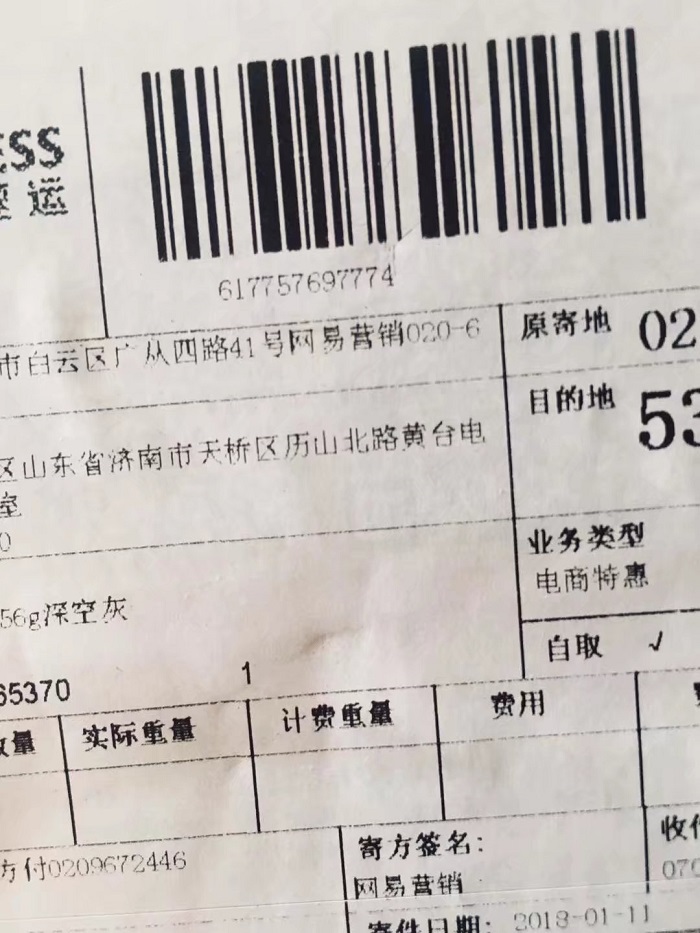 ESS
速运
617757697774
市白云区广从四路41号网易营销020-6
原寄地 02
目的地 53
区山东省济南市天桥区历山北路黄台电
室
0
业务类型
电商特惠
56g深空灰
自取 √
65370
1
数量 实际重量 计费重量 费用
方付0209672446
寄方签名:
网易营销
收件
070
寄件日期: 2018-01-11